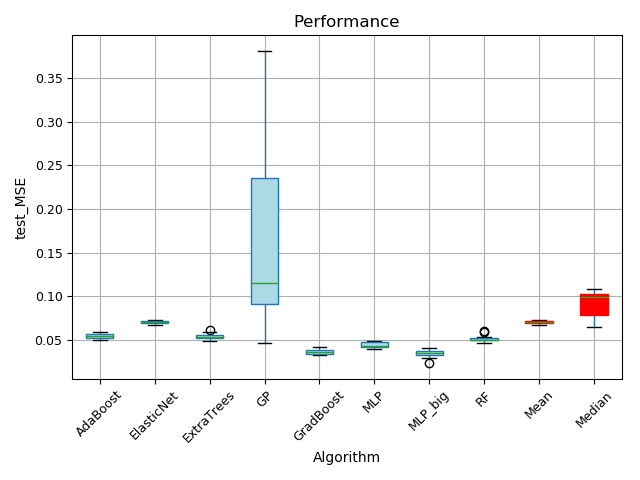 Performance
test_MSE
0.35
0.30
0.25
0.20
0.15
0.10
0.05
AdaBoost
ElasticNet
ExtraTrees
GP
GradBoost
MLP
MLP_big
RF
Mean
Median
Algorithm